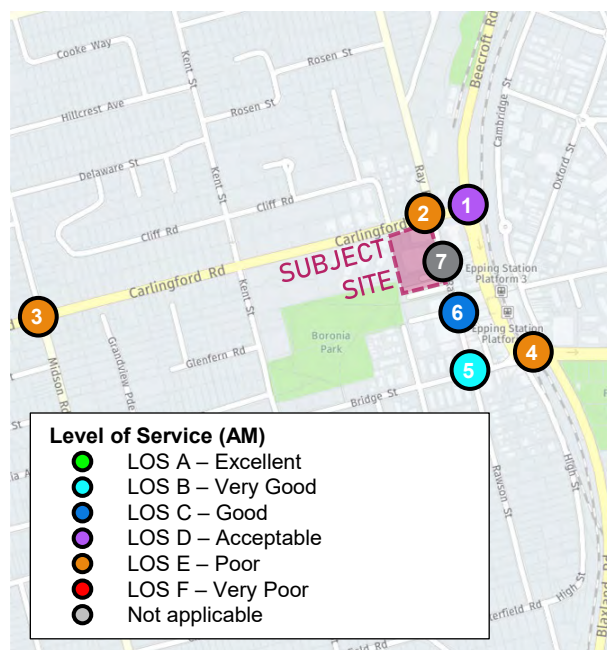 Cooke Way
Kent St
Rosen St
Beecroft Rd
Hillcrest Ave
Rosen St
Cambridge St
Oxford St
Delaware St
Kent St
Ray
Cliff Rd
Cliff Rd
Carlingford
2
1
SUBJECT
SITE
7
Carlingford Rd
Epping Station
Platform 3
3
6
Epping Station
Boronia
Park
Midson Rd
Grandview Pde
Glenfern Rd
5
4
Bridge St
Rawson St
High St
High St
Blaxland
Level of Service (AM)
LOS A – Excellent
LOS B – Very Good
LOS C – Good
LOS D – Acceptable
LOS E – Poor
LOS F – Very Poor
Not applicable